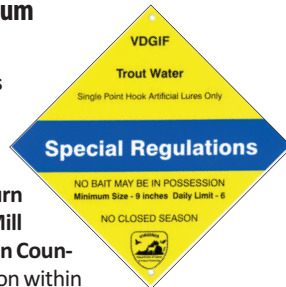 um
s
VDGIF
Trout Water
Single Point Hook Artificial Lures Only
Special Regulations
urn
NO BAIT MAY BE IN POSSESSION
Mill
Minimum Size - 9 inches Daily Limit - 6
n Coun-
NO CLOSED SEASON
on within
VIRGINIA